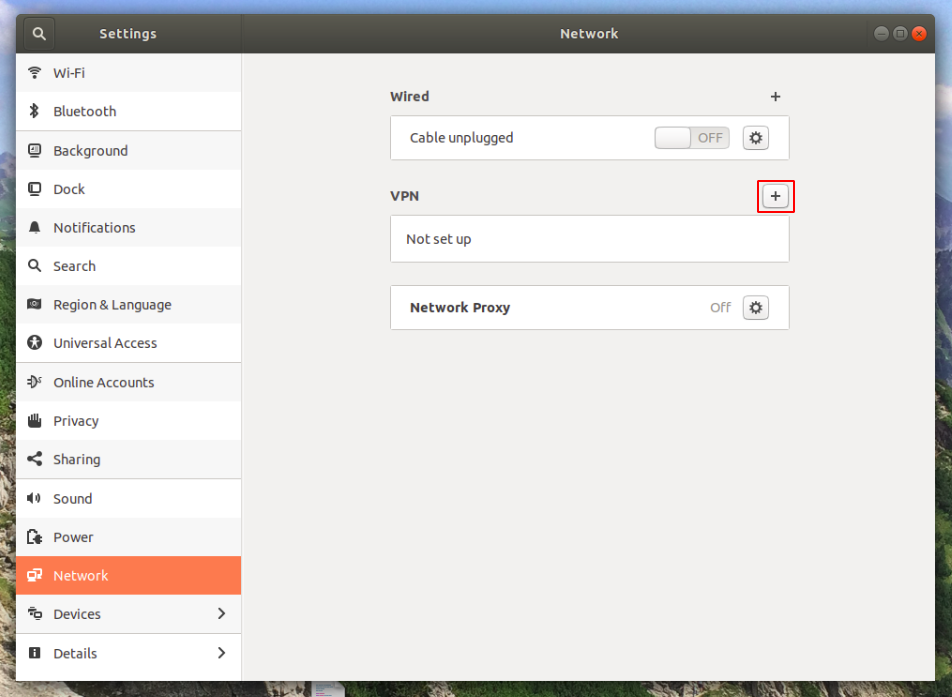 Settings
Network
Wi-Fi
Bluetooth
Background
Dock
Notifications
Search
Region & Language
Universal Access
Online Accounts
Privacy
Sharing
Sound
Power
Network
Devices
Details
Wired
+
Cable unplugged OFF
VPN
+
Not set up
Network Proxy Off